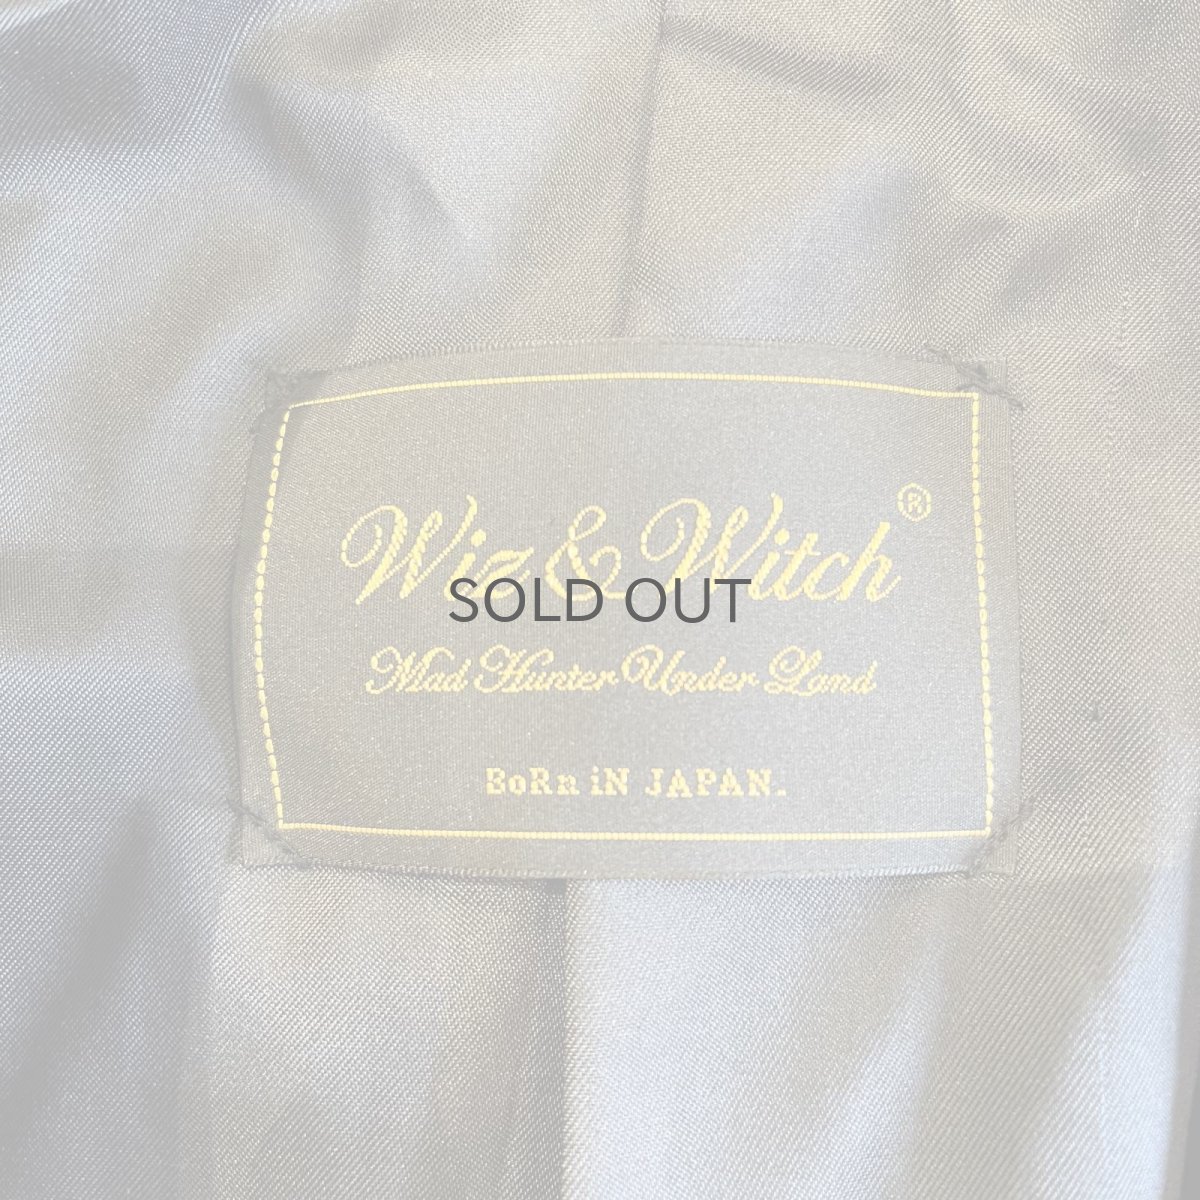 Wiz & Witch®
SOLD OUT
Mad Hunter Under Land
BoRn iN JAPAN.